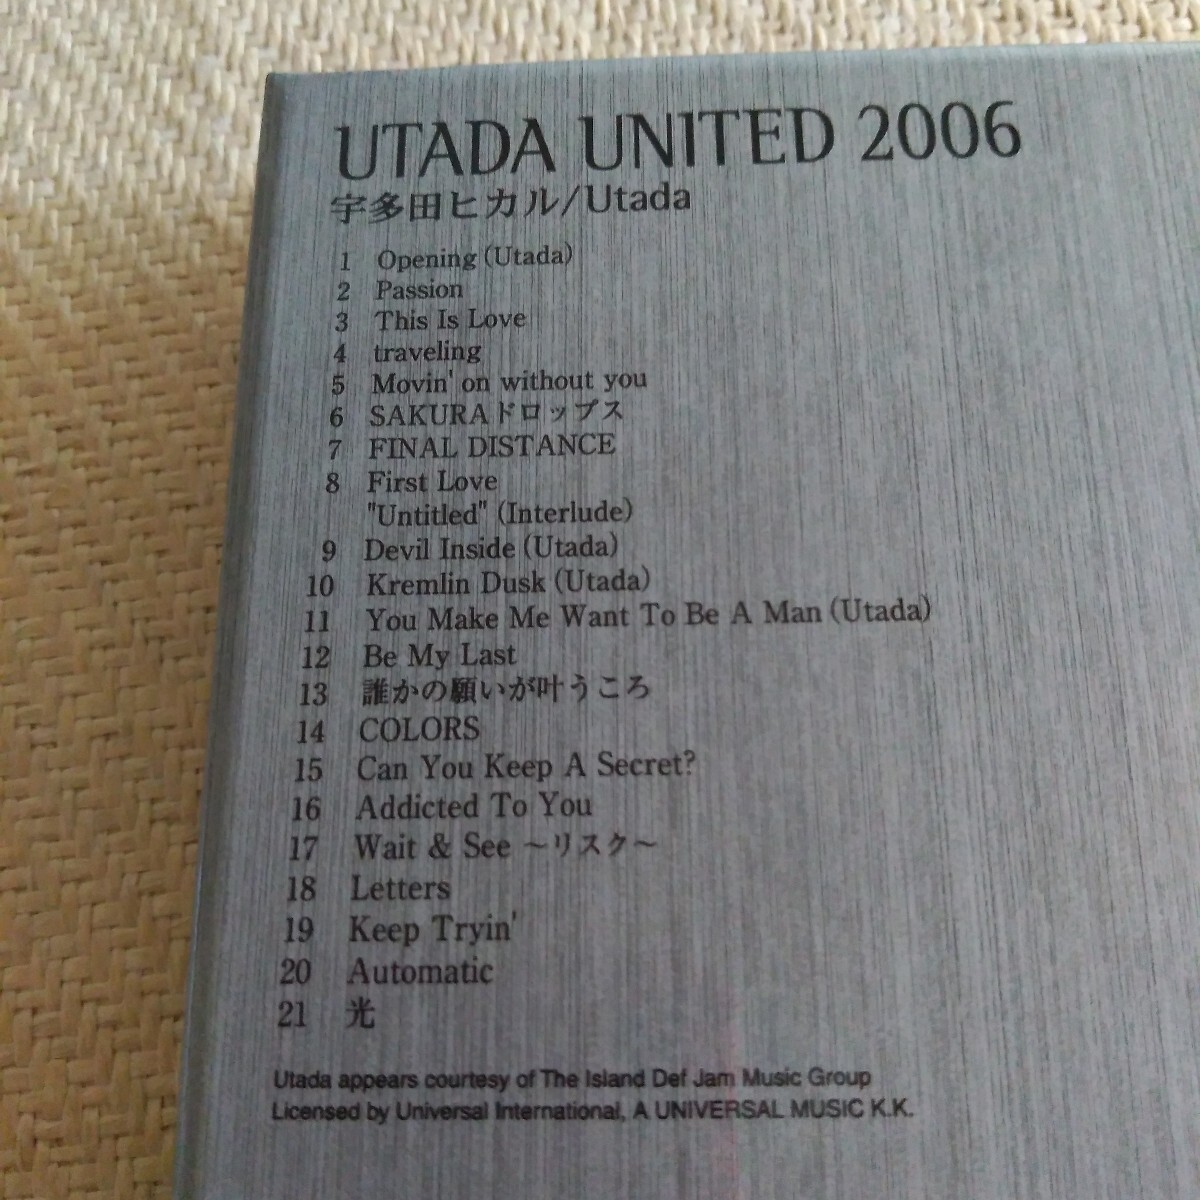 UTADA UNITED 2006
宇多田ヒカル/Utada
1 Opening (Utada)
2 Passion
3 This Is Love
4 traveling
5 Movin' on without you
6 SAKURAドロップス
7 FINAL DISTANCE
8 First Love
"Untitled" (Interlude)
9 Devil Inside (Utada)
10 Kremlin Dusk (Utada)
11 You Make Me Want To Be A Man (Utada)
12 Be My Last
13 誰かの願いが叶うころ
14 COLORS
15 Can You Keep A Secret?
16 Addicted To You
17 Wait & See ～リスク～
18 Letters
19 Keep Tryin'
20 Automatic
21 光
Utada appears courtesy of The Island Def Jam Music Group
Licensed by Universal International, A UNIVERSAL MUSIC K.K.